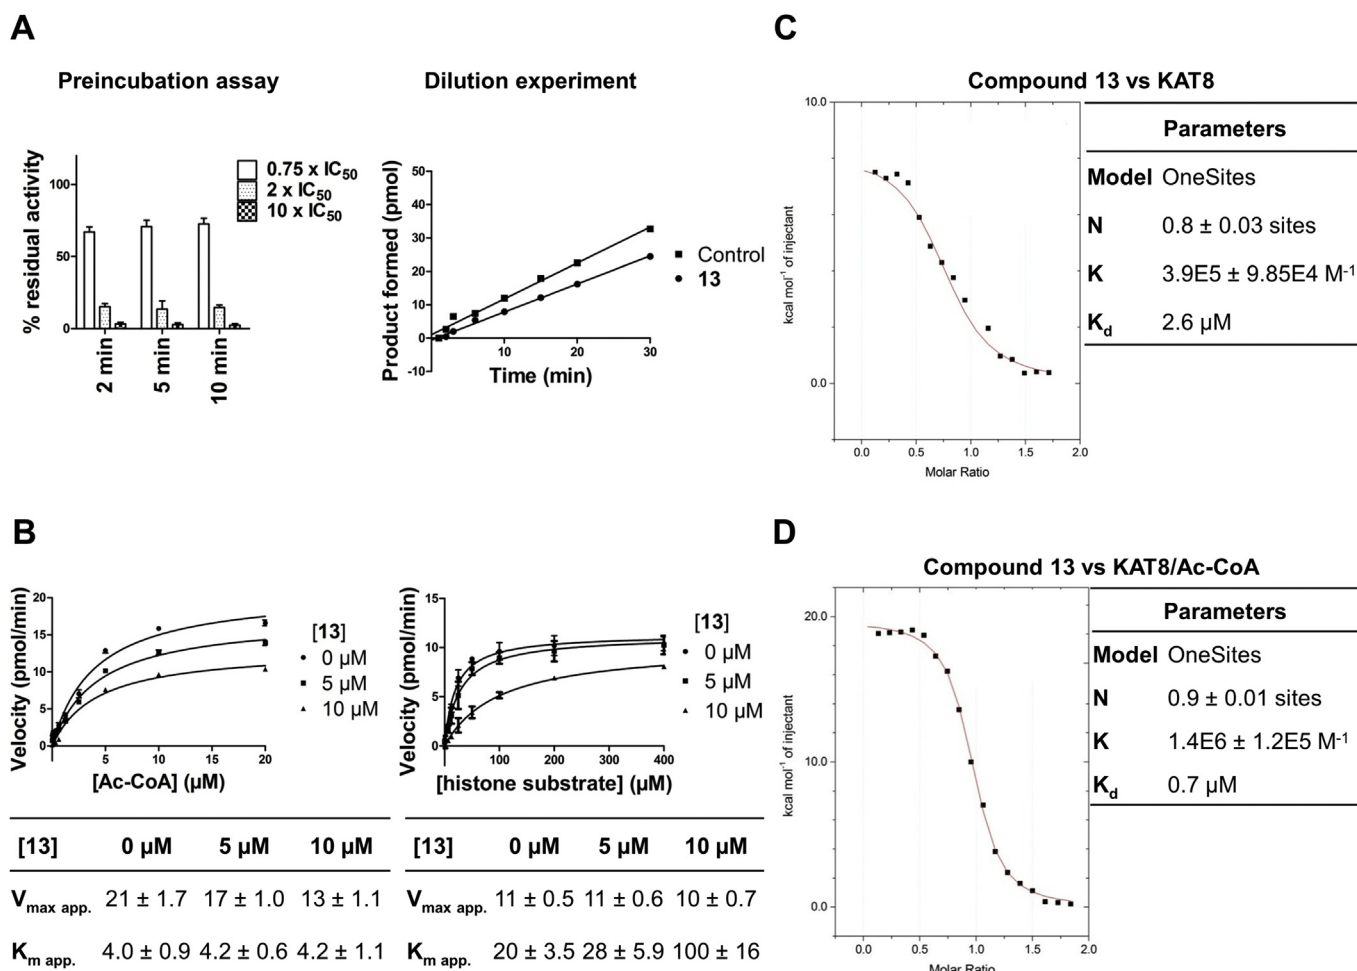 A
Preincubation assay
% residual activity
100
50
0
2 min
5 min
10 min
0.75 x IC50
2 x IC50
10 x IC50
Dilution experiment
Product formed (pmol)
50
40
30
20
10
0
-10
10 20 30
Time (min)
Control
13
B
Velocity (pmol/min)
20
15
10
5
0
5 10 15 20
[Ac-CoA] (µM)
[13]
0 µM
5 µM
10 µM
Velocity (pmol/min)
15
10
5
0
0 100 200 300 400
[histone substrate] (µM)
[13]
0 µM
5 µM
10 µM
[13] 0 µM 5 µM 10 µM
Vmax app. 21 ± 1.7 17 ± 1.0 13 ± 1.1
Km app. 4.0 ± 0.9 4.2 ± 0.6 4.2 ± 1.1
[13] 0 µM 5 µM 10 µM
Vmax app. 11 ± 0.5 11 ± 0.6 10 ± 0.7
Km app. 20 ± 3.5 28 ± 5.9 100 ± 16
C
Compound 13 vs KAT8
kcal mol-1 of injectant
10.0
0.0
0.0 0.5 1.0 1.5 2.0
Molar Ratio
Parameters
Model OneSites
N 0.8 ± 0.03 sites
K 3.9E5 ± 9.85E4 M-1
Kd 2.6 µM
D
Compound 13 vs KAT8/Ac-CoA
kcal mol-1 of injectant
20.0
10.0
0.0
0.0 0.5 1.0 1.5 2.0
Molar Ratio
Parameters
Model OneSites
N 0.9 ± 0.01 sites
K 1.4E6 ± 1.2E5 M-1
Kd 0.7 µM